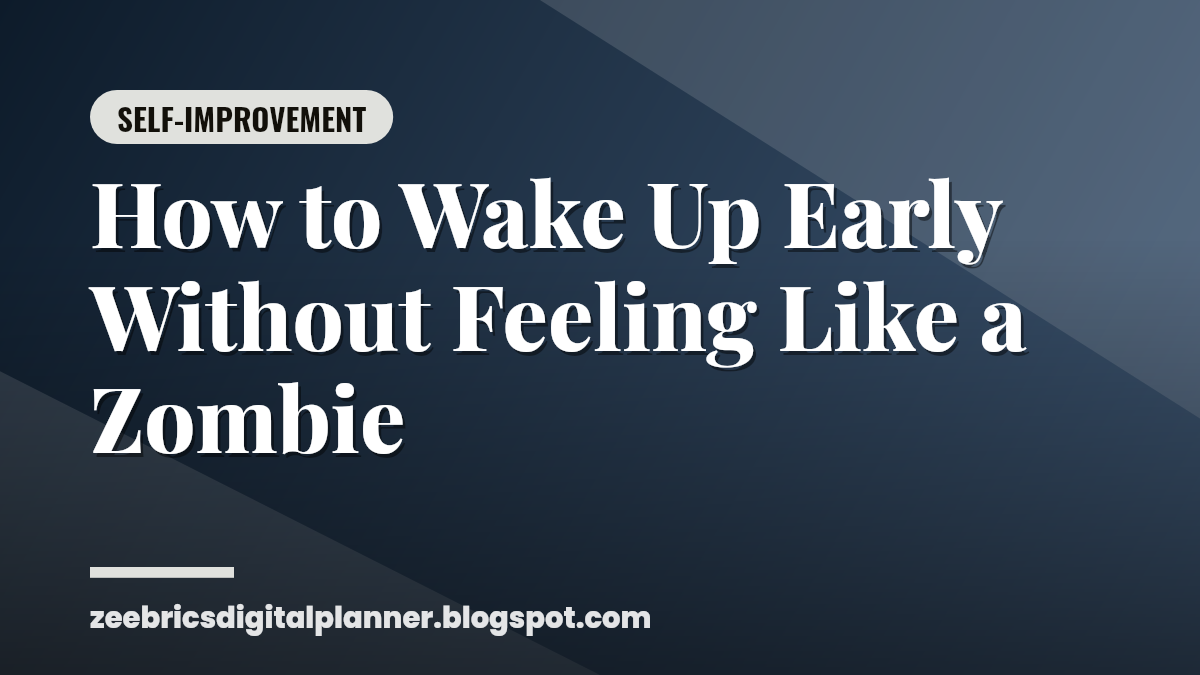 SELF-IMPROVEMENT
How to Wake Up Early
Without Feeling Like a
Zombie
zeebricsdigitalplanner.blogspot.com